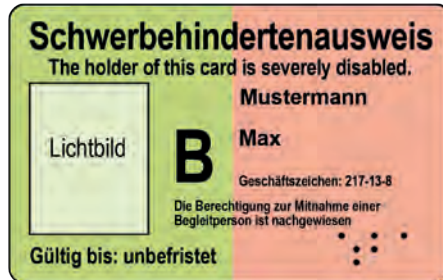 Schwerbehindertenausweis
The holder of this card is severely disabled.
Mustermann
Lichtbild
B
Max
Geschäftszeichen: 217-13-8
Die Berechtigung zur Mitnahme einer
Begleitperson ist nachgewiesen
Gültig bis: unbefristet